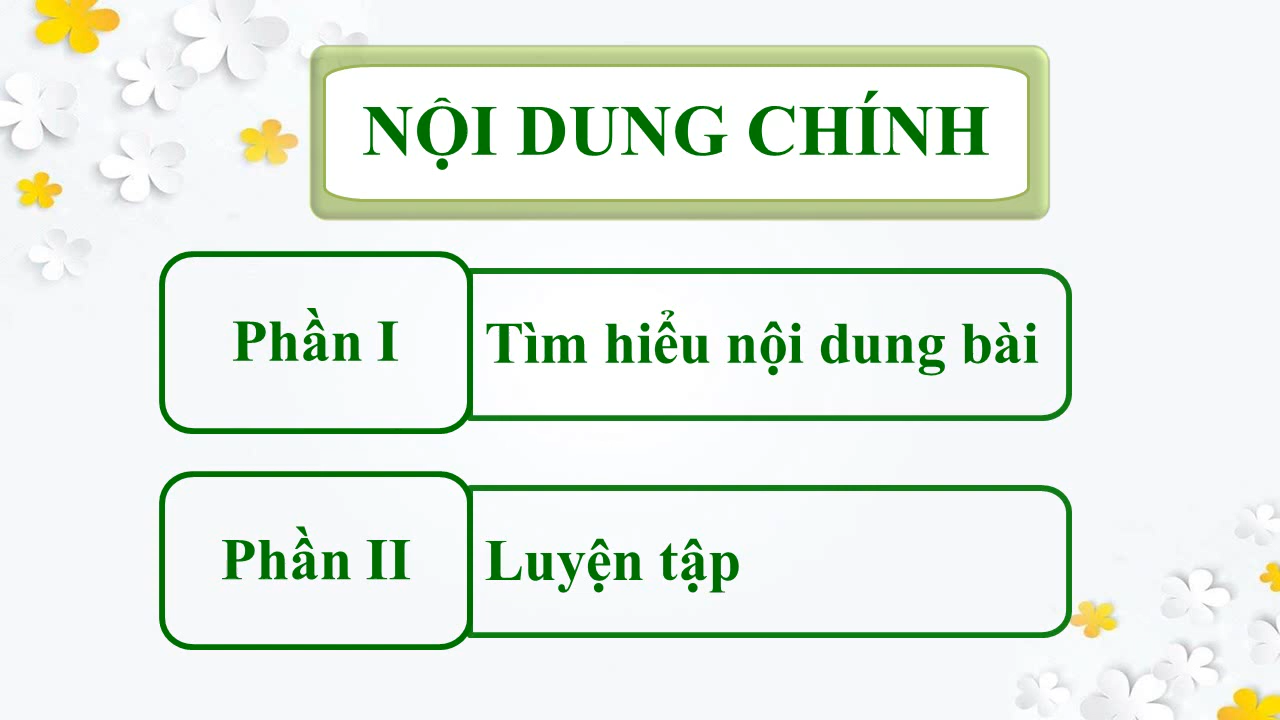 NỘI DUNG CHÍNH
Phần I
Tìm hiểu nội dung bài
Phần II
Luyện tập